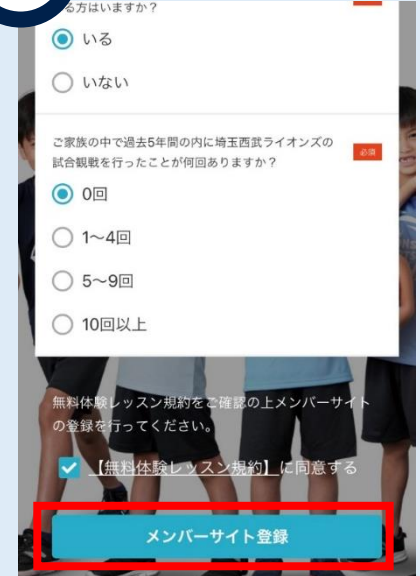 る方はいますか？
いる
いない
ご家族の中で過去5年間の内に埼玉西武ライオンズの
試合観戦を行ったことが何回ありますか？
必須
0回
1〜4回
5〜9回
10回以上
無料体験レッスン規約をご確認の上メンバーサイト
の登録を行ってください。
【無料体験レッスン規約】に同意する
メンバーサイト登録